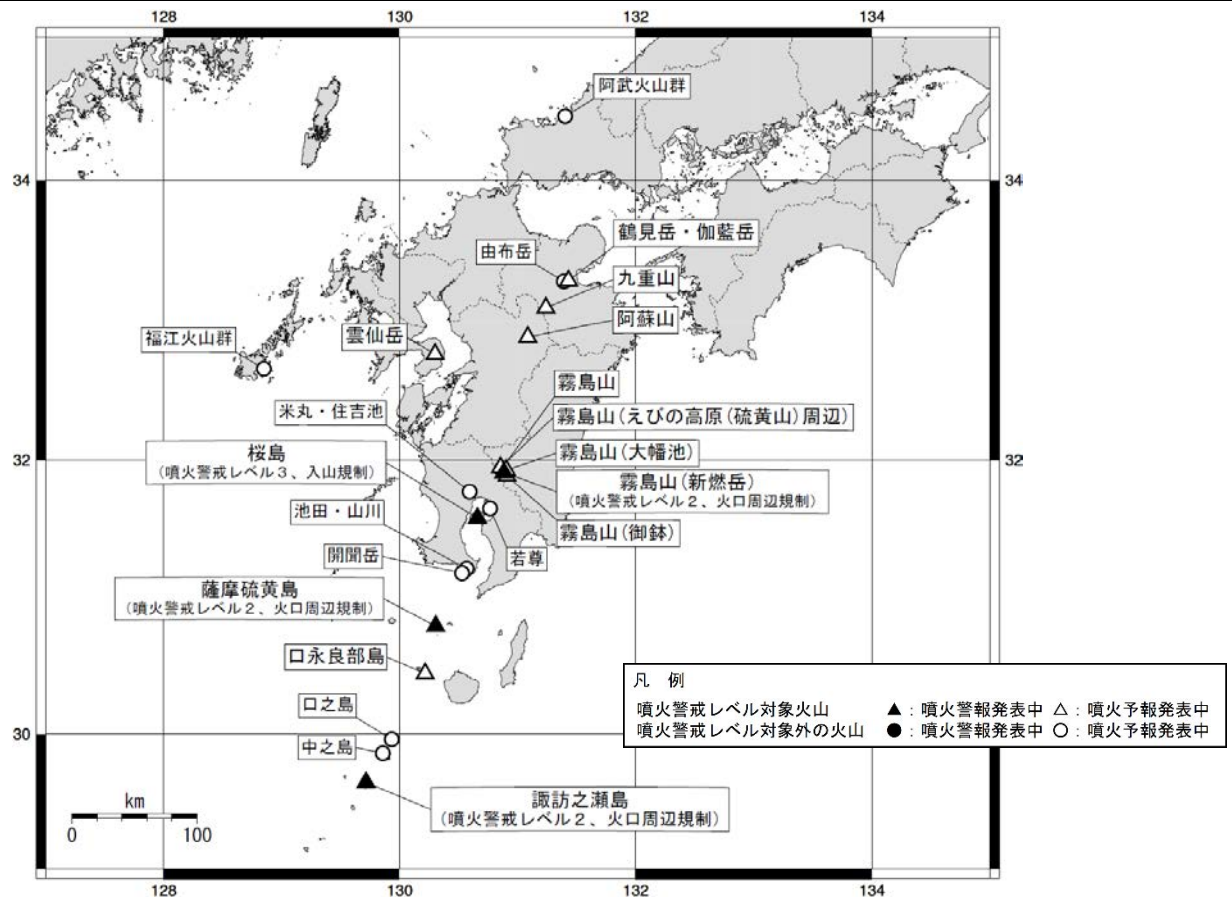 128
130
132
134
阿武火山群
34
34
鶴見岳・伽藍岳
由布岳
九重山
阿蘇山
雲仙岳
福江火山群
霧島山
米丸・住吉池
霧島山(えびの高原(硫黄山)周辺)
霧島山(大幡池)
桜島
(噴火警戒レベル3、入山規制)
32
32
霧島山(新燃岳)
(噴火警戒レベル2、火口周辺規制)
池田・山川
霧島山(御鉢)
開聞岳
若尊
薩摩硫黄島
(噴火警戒レベル2、火口周辺規制)
口永良部島
凡 例
噴火警戒レベル対象火山 ▲:噴火警報発表中 △:噴火予報発表中
噴火警戒レベル対象外の火山 ●:噴火警報発表中 ○:噴火予報発表中
口之島
30
中之島
諏訪之瀬島
(噴火警戒レベル2、火口周辺規制)
km
0 100
128
130
132
134